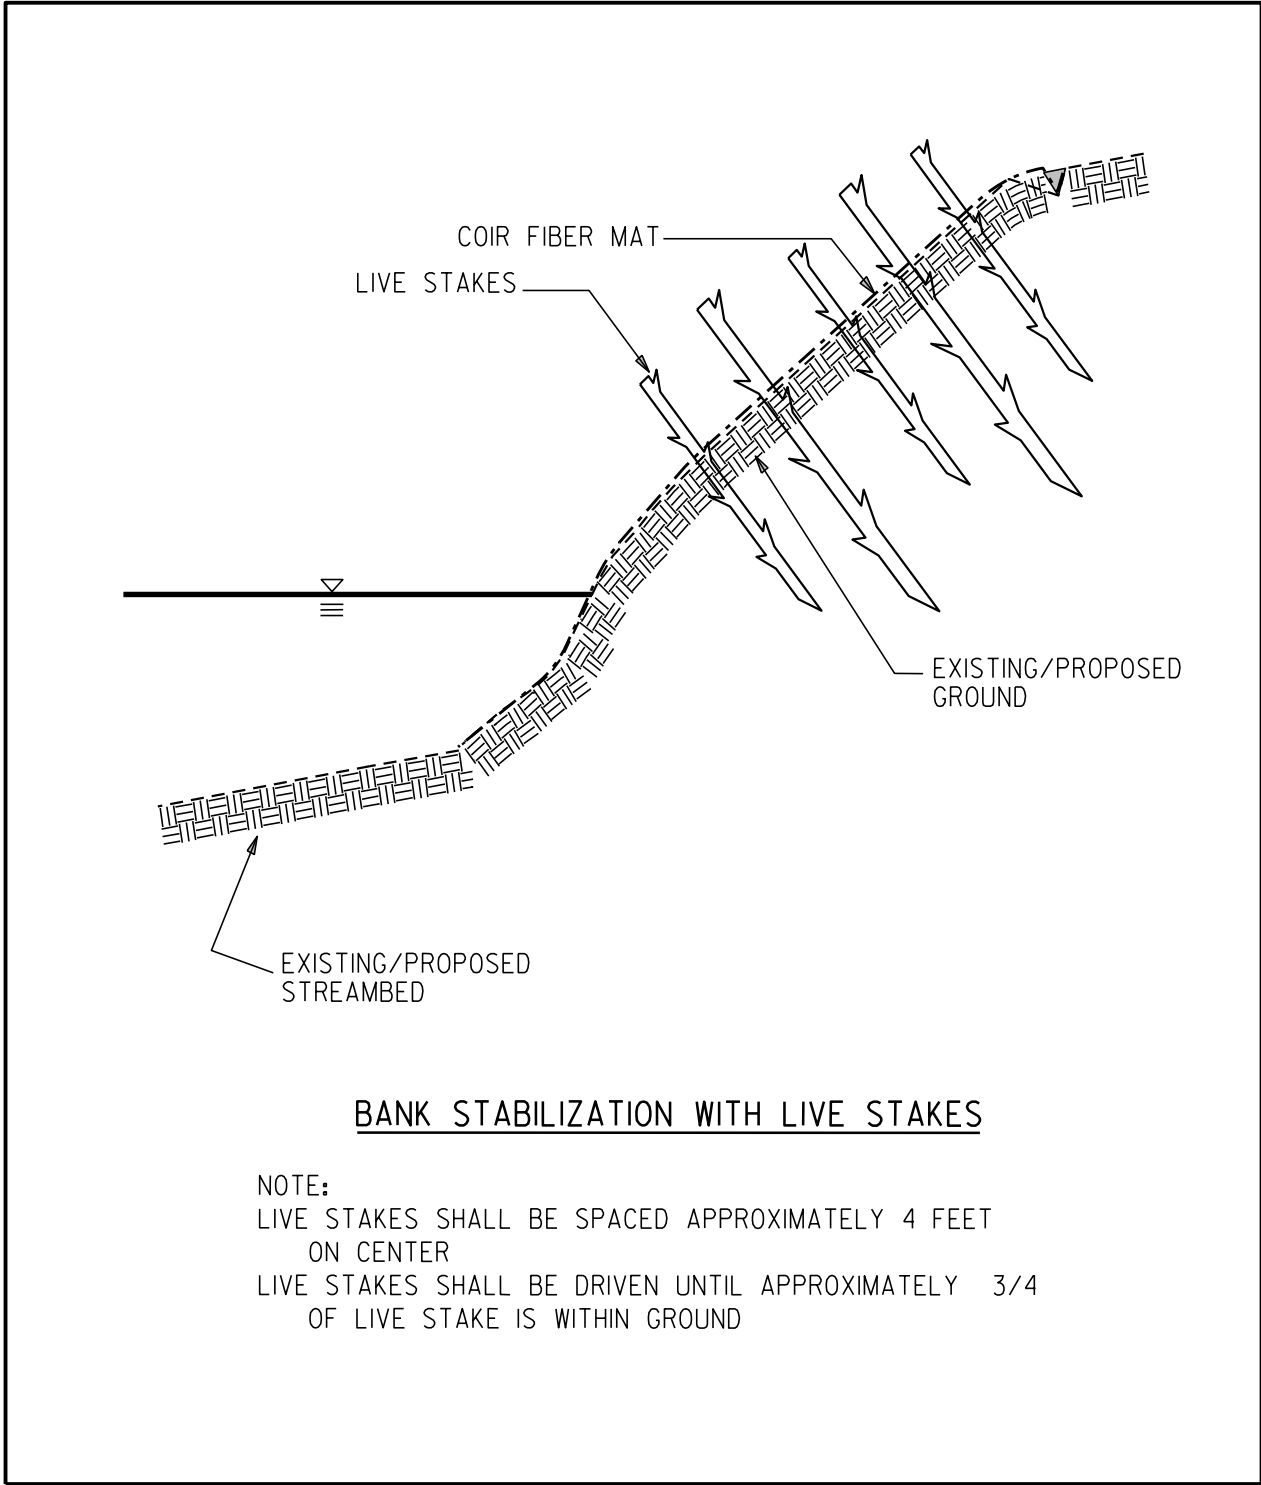 COIR FIBER MAT
LIVE STAKES
EXISTING/PROPOSED
GROUND
EXISTING/PROPOSED
STREAMBED
BANK STABILIZATION WITH LIVE STAKES
NOTE:
LIVE STAKES SHALL BE SPACED APPROXIMATELY 4 FEET
ON CENTER
LIVE STAKES SHALL BE DRIVEN UNTIL APPROXIMATELY 3/4
OF LIVE STAKE IS WITHIN GROUND